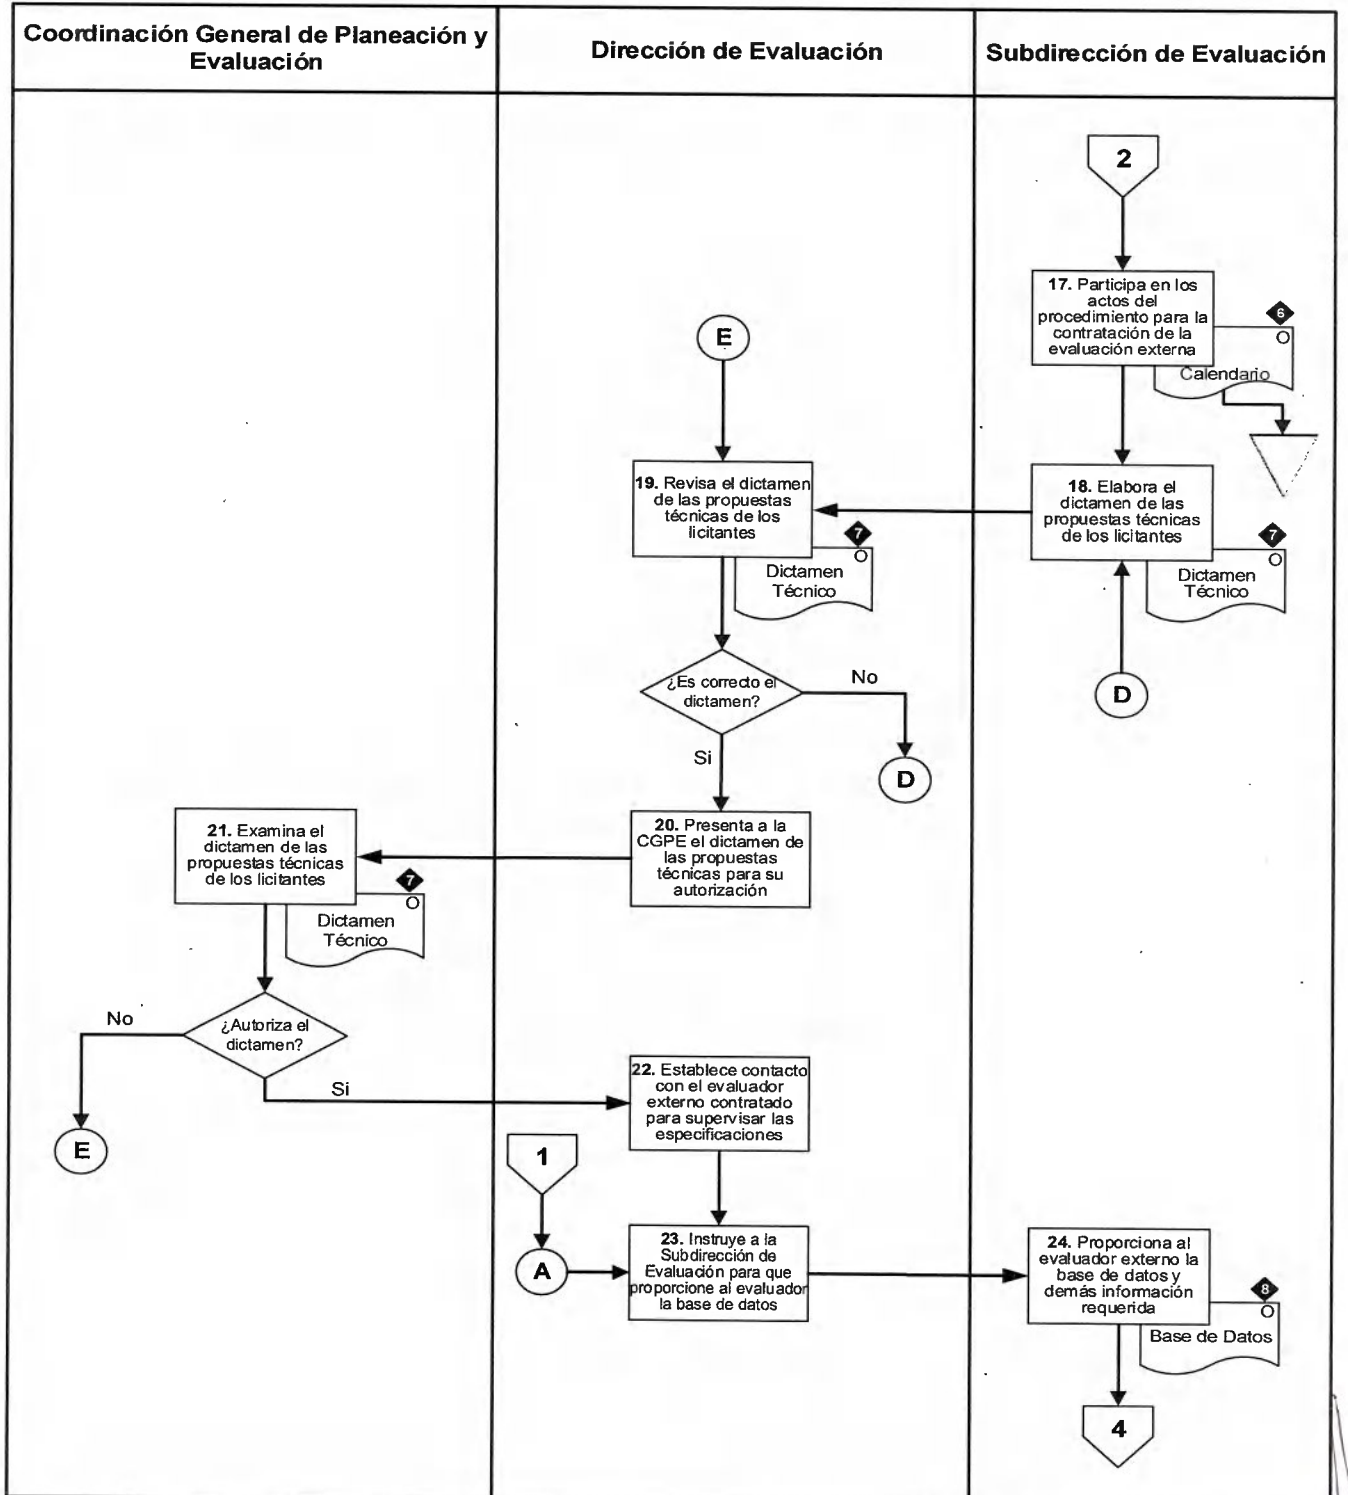 Coordinación General de Planeación y
Evaluación
Dirección de Evaluación
Subdirección de Evaluación
2
17. Participa en los
actos del
procedimiento para la
contratación de la
evaluación externa
6
O
Calendario
E
19. Revisa el dictamen
de las propuestas
técnicas de los
licitantes
7
O
Dictamen
Técnico
18. Elabora el
dictamen de las
propuestas técnicas
de los licitantes
7
O
Dictamen
Técnico
¿Es correcto el
dictamen?
No
Si
D
D
21. Examina el
dictamen de las
propuestas técnicas
de los licitantes
7
O
Dictamen
Técnico
20. Presenta a la
CGPE el dictamen de
las propuestas
técnicas para su
autorización
¿Autoriza el
dictamen?
No
Si
E
22. Establece contacto
con el evaluador
externo contratado
para supervisar las
especificaciones
1
A
23. Instruye a la
Subdirección de
Evaluación para que
proporcione al evaluador
la base de datos
24. Proporciona al
evaluador externo la
base de datos y
demás información
requerida
8
O
Base de Datos
4